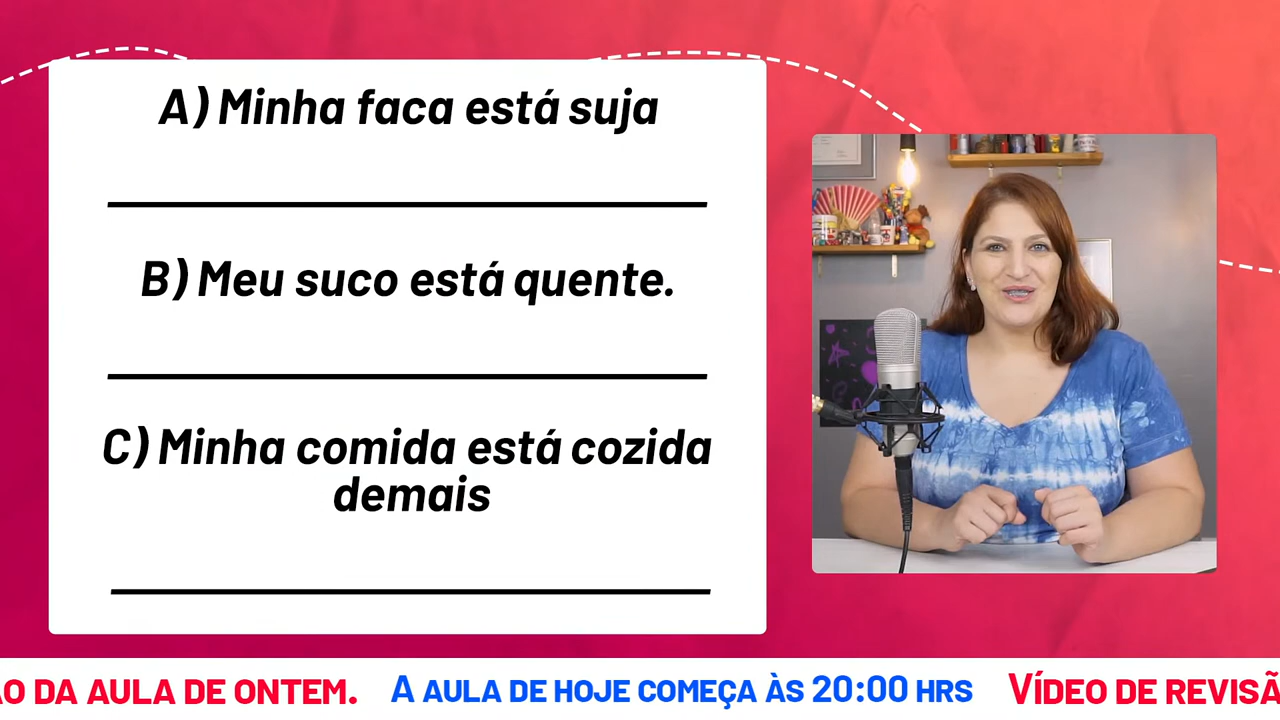 A) Minha faca está suja
B) Meu suco está quente.
C) Minha comida está cozida
demais
ÃO DA AULA DE ONTEM. A AULA DE HOJE COMEÇA ÀS 20:00 HRS VÍDEO DE REVISÃ